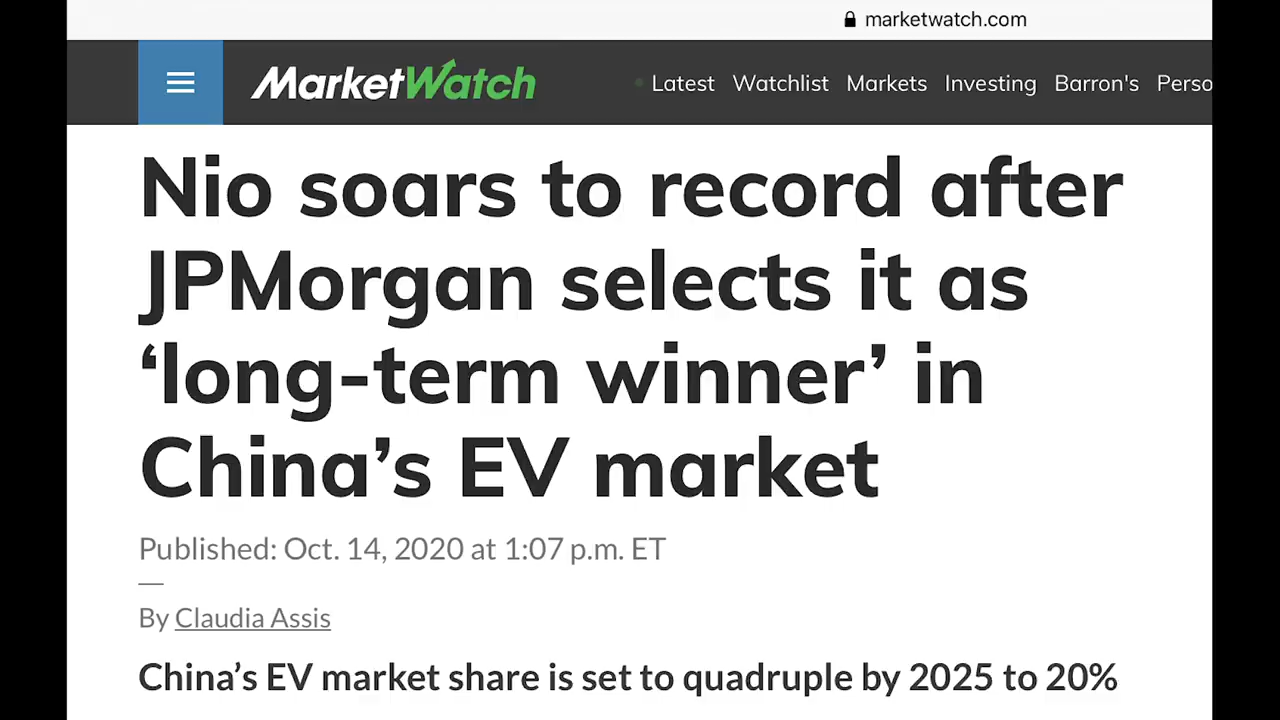 marketwatch.com
MarketWatch
Latest Watchlist Markets Investing Barron's Perso
Nio soars to record after
JPMorgan selects it as
‘long-term winner’ in
China’s EV market
Published: Oct. 14, 2020 at 1:07 p.m. ET
—
By Claudia Assis
China’s EV market share is set to quadruple by 2025 to 20%